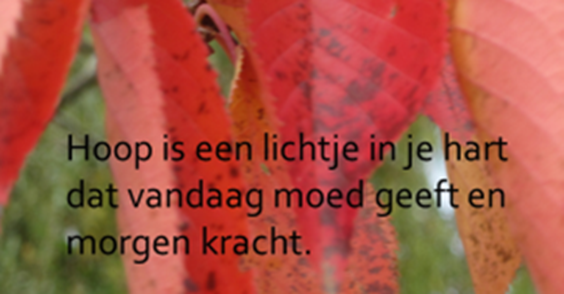 Hoop is een lichtje in je hart
dat vandaag moed geeft en
morgen kracht.